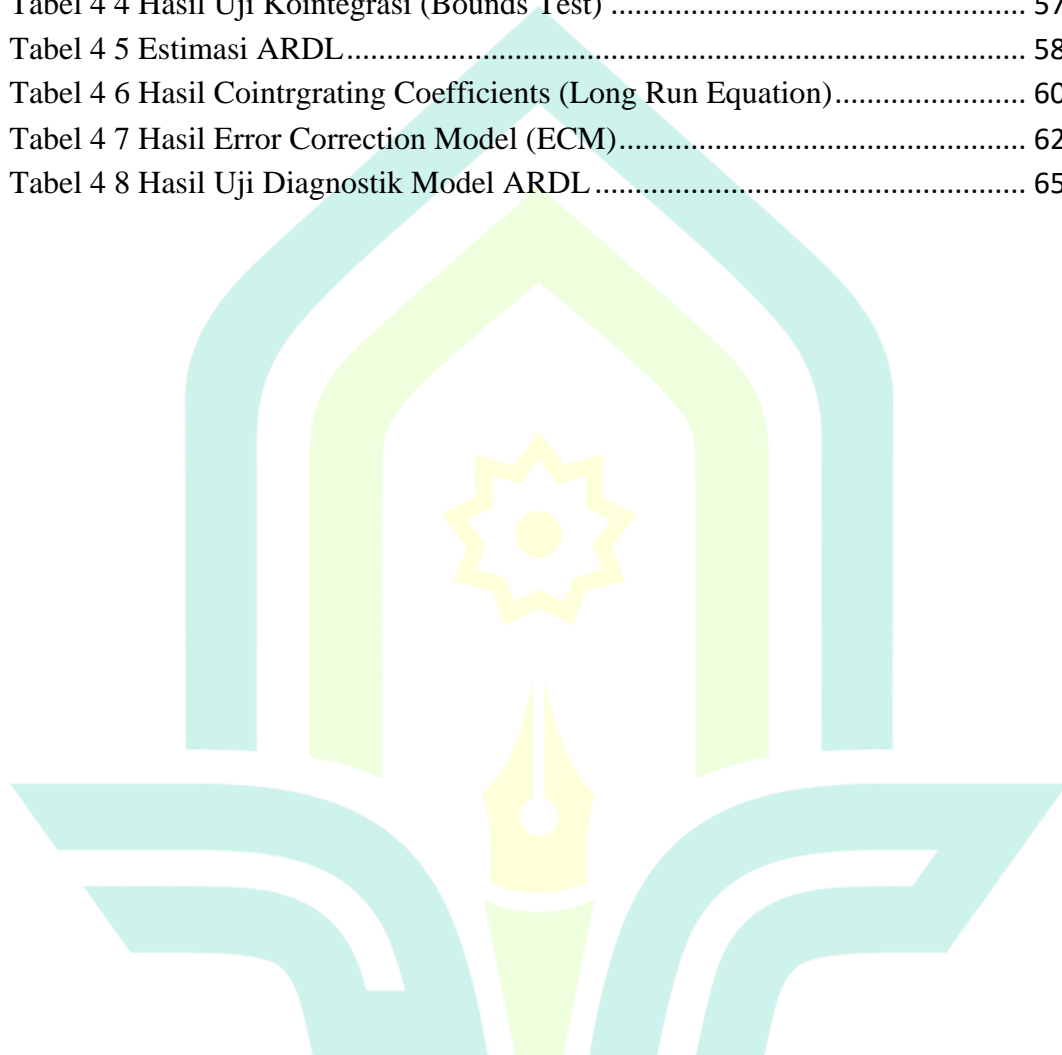 Tabel 4 4 Hasil Uji Kointegrasi (Bounds Test) ........................................................ 57
Tabel 4 5 Estimasi ARDL......................................................................................... 58
Tabel 4 6 Hasil Cointrgrating Coefficients (Long Run Equation)......................... 60
Tabel 4 7 Hasil Error Correction Model (ECM)..................................................... 62
Tabel 4 8 Hasil Uji Diagnostik Model ARDL ........................................................ 65